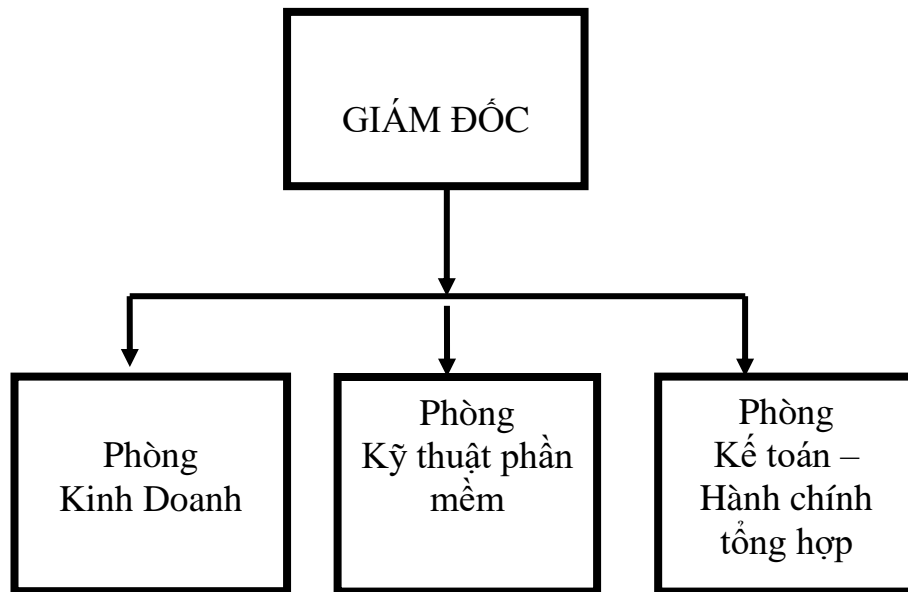 GIÁM ĐỐC
Phòng
Kinh Doanh
Phòng
Kỹ thuật phần
mềm
Phòng
Kế toán –
Hành chính
tổng hợp